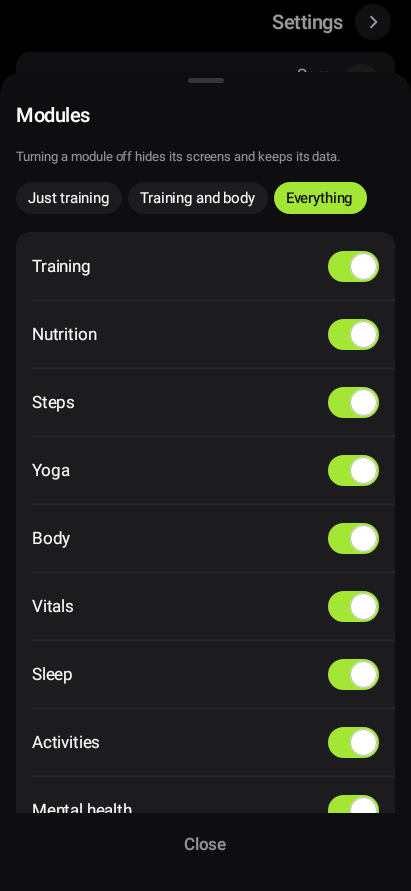 Settings
Modules
Turning a module off hides its screens and keeps its data.
Just training
Training and body
Everything
Training
Nutrition
Steps
Yoga
Body
Vitals
Sleep
Activities
Mental health
Close